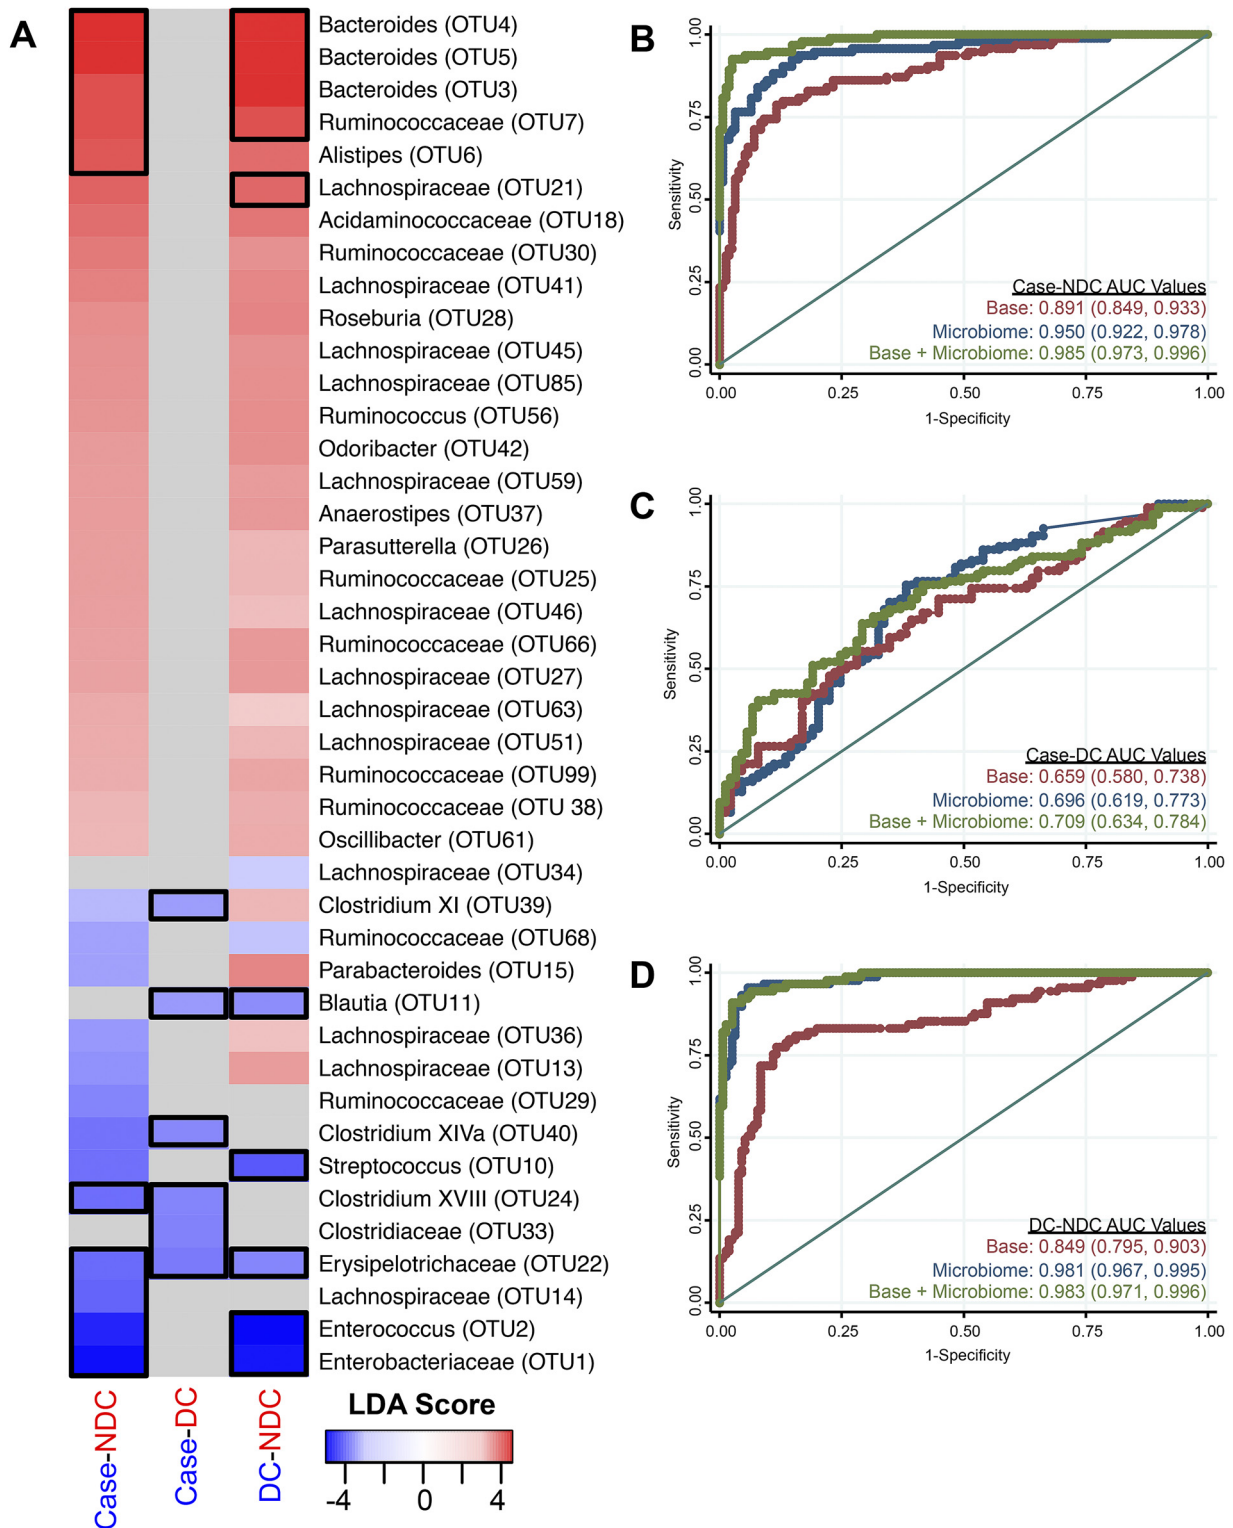 A
Bacteroides (OTU4)
Bacteroides (OTU5)
Bacteroides (OTU3)
Ruminococcaceae (OTU7)
Alistipes (OTU6)
Lachnospiraceae (OTU21)
Acidaminococcaceae (OTU18)
Ruminococcaceae (OTU30)
Lachnospiraceae (OTU41)
Roseburia (OTU28)
Lachnospiraceae (OTU45)
Lachnospiraceae (OTU85)
Ruminococcus (OTU56)
Odoribacter (OTU42)
Lachnospiraceae (OTU59)
Anaerostipes (OTU37)
Parasutterella (OTU26)
Ruminococcaceae (OTU25)
Lachnospiraceae (OTU46)
Ruminococcaceae (OTU66)
Lachnospiraceae (OTU27)
Lachnospiraceae (OTU63)
Lachnospiraceae (OTU51)
Ruminococcaceae (OTU99)
Ruminococcaceae (OTU 38)
Oscillibacter (OTU61)
Lachnospiraceae (OTU34)
Clostridium XI (OTU39)
Ruminococcaceae (OTU68)
Parabacteroides (OTU15)
Blautia (OTU11)
Lachnospiraceae (OTU36)
Lachnospiraceae (OTU13)
Ruminococcaceae (OTU29)
Clostridium XIVa (OTU40)
Streptococcus (OTU10)
Clostridium XVIII (OTU24)
Clostridiaceae (OTU33)
Erysipelotrichaceae (OTU22)
Lachnospiraceae (OTU14)
Enterococcus (OTU2)
Enterobacteriaceae (OTU1)
Case-NDC
Case-DC
DC-NDC
LDA Score
-4 0 4
B
Sensitivity
1.00
0.75
0.50
0.25
0.00
Case-NDC AUC Values
Base: 0.891 (0.849, 0.933)
Microbiome: 0.950 (0.922, 0.978)
Base + Microbiome: 0.985 (0.973, 0.996)
0.00 0.25 0.50 0.75 1.00
1-Specificity
C
Sensitivity
1.00
0.75
0.50
0.25
0.00
Case-DC AUC Values
Base: 0.659 (0.580, 0.738)
Microbiome: 0.696 (0.619, 0.773)
Base + Microbiome: 0.709 (0.634, 0.784)
0.00 0.25 0.50 0.75 1.00
1-Specificity
D
Sensitivity
1.00
0.75
0.50
0.25
0.00
DC-NDC AUC Values
Base: 0.849 (0.795, 0.903)
Microbiome: 0.981 (0.967, 0.995)
Base + Microbiome: 0.983 (0.971, 0.996)
0.00 0.25 0.50 0.75 1.00
1-Specificity